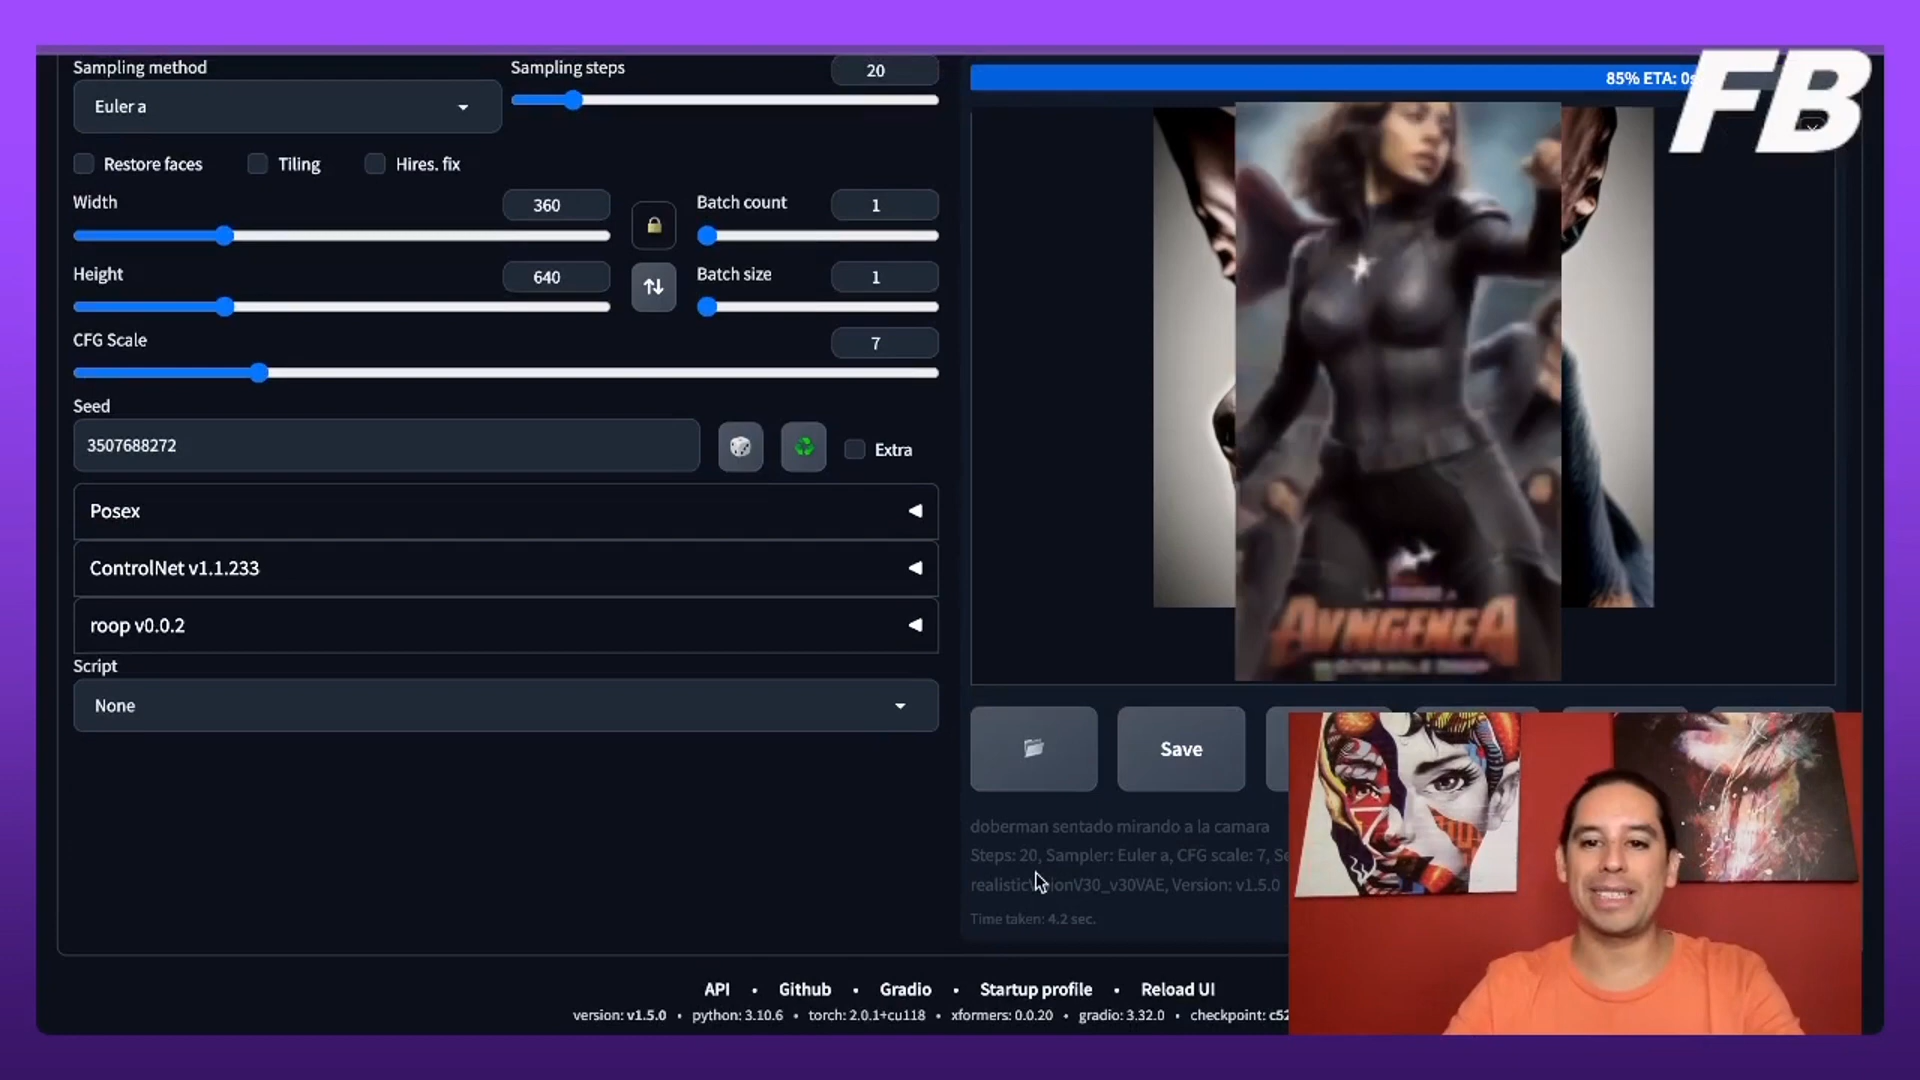 Sampling method
Euler a
Sampling steps
20
85% ETA: 0s
FB
Restore faces
Tiling
Hires. fix
Width
360
Batch count
1
Height
640
Batch size
1
CFG Scale
7
Seed
3507688272
Extra
Posex
ControlNet v1.1.233
roop v0.0.2
Script
None
AVNGENEA
Save
doberman sentado mirando a la camara
Steps: 20, Sampler: Euler a, CFG scale: 7,
Version: v1.5.0
Time taken: 4.2 sec.
API • Github • Gradio • Startup profile • Reload UI
version: v1.5.0 • python: 3.10.6 • torch: 2.0.1+cu118 • xformers: 0.0.20 • gradio: 3.32.0 • checkpoint: c52